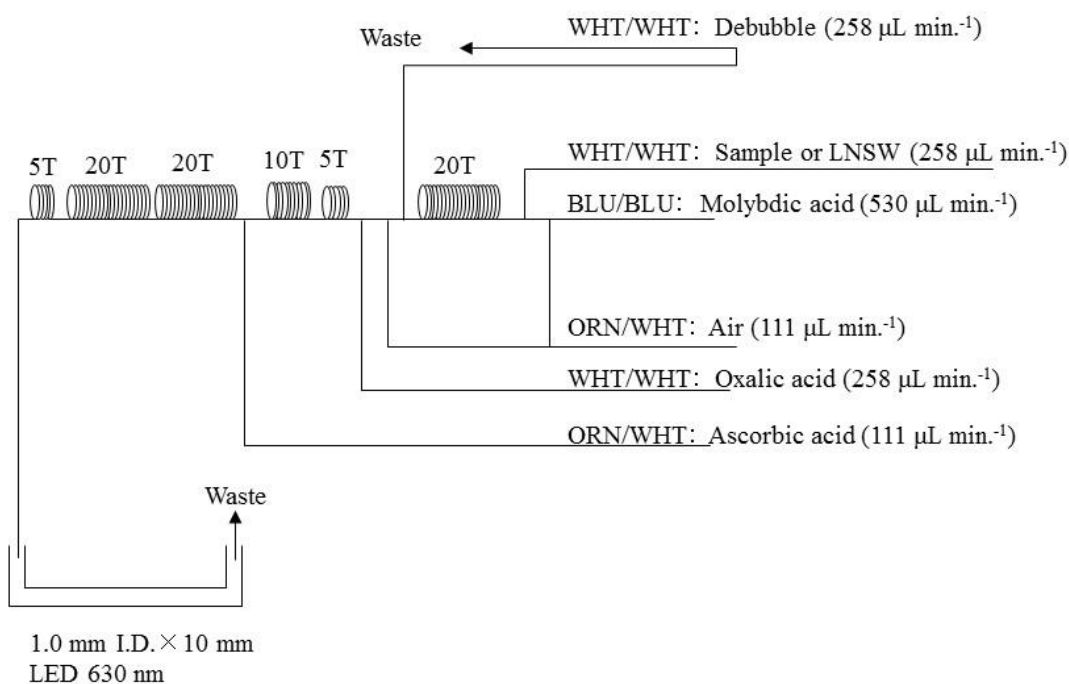 WHT/WHT: Debubble (258 μL min.-1)
Waste
5T 20T 20T 10T 5T 20T
WHT/WHT: Sample or LNSW (258 μL min.-1)
BLU/BLU: Molybdic acid (530 μL min.-1)
ORN/WHT: Air (111 μL min.-1)
WHT/WHT: Oxalic acid (258 μL min.-1)
ORN/WHT: Ascorbic acid (111 μL min.-1)
Waste
1.0 mm I.D.×10 mm
LED 630 nm